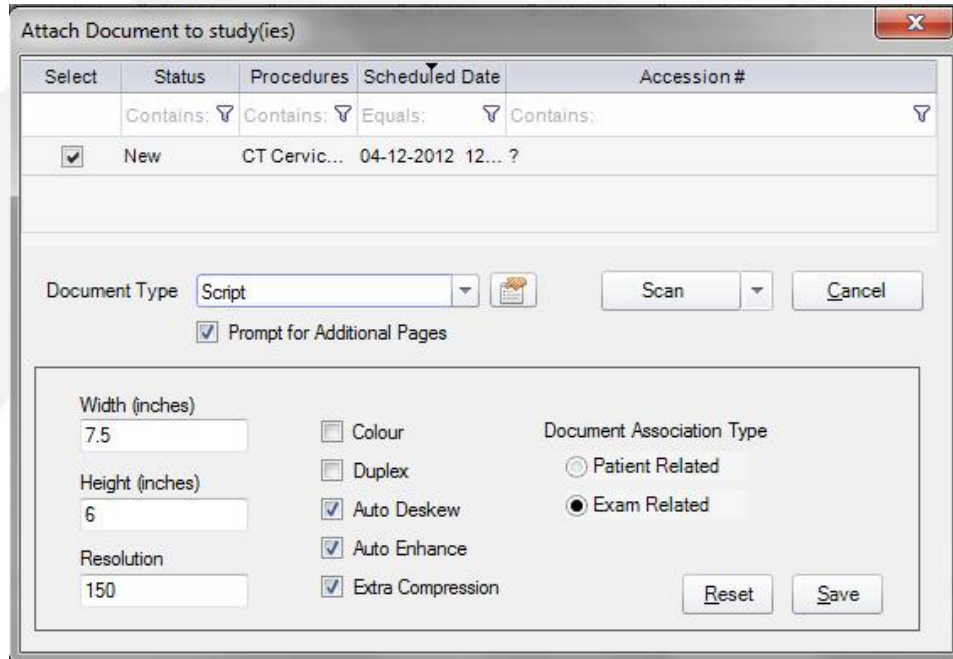 Attach Document to study(ies)
Select Status Procedures Scheduled Date Accession #
Contains: Contains: Equals: Contains:
New CT Cervic... 04-12-2012 12... ?
Document Type Script Scan Cancel
Prompt for Additional Pages
Width (inches)
7.5 Colour Document Association Type
Duplex Patient Related
Height (inches)
6 Auto Deskew Exam Related
Auto Enhance
Resolution
150 Extra Compression Reset Save